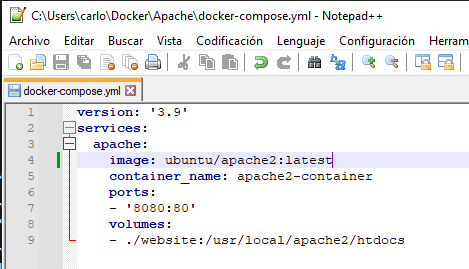 C:\Users\carlo\Docker\Apache\docker-compose.yml - Notepad++
Archivo Editar Buscar Vista Codificación Lenguaje Configuración Herram
docker-compose.yml
1 version: '3.9'
2 services:
3 apache:
4 image: ubuntu/apache2:latest
5 container_name: apache2-container
6 ports:
7 - '8080:80'
8 volumes:
9 - ./website:/usr/local/apache2/htdocs